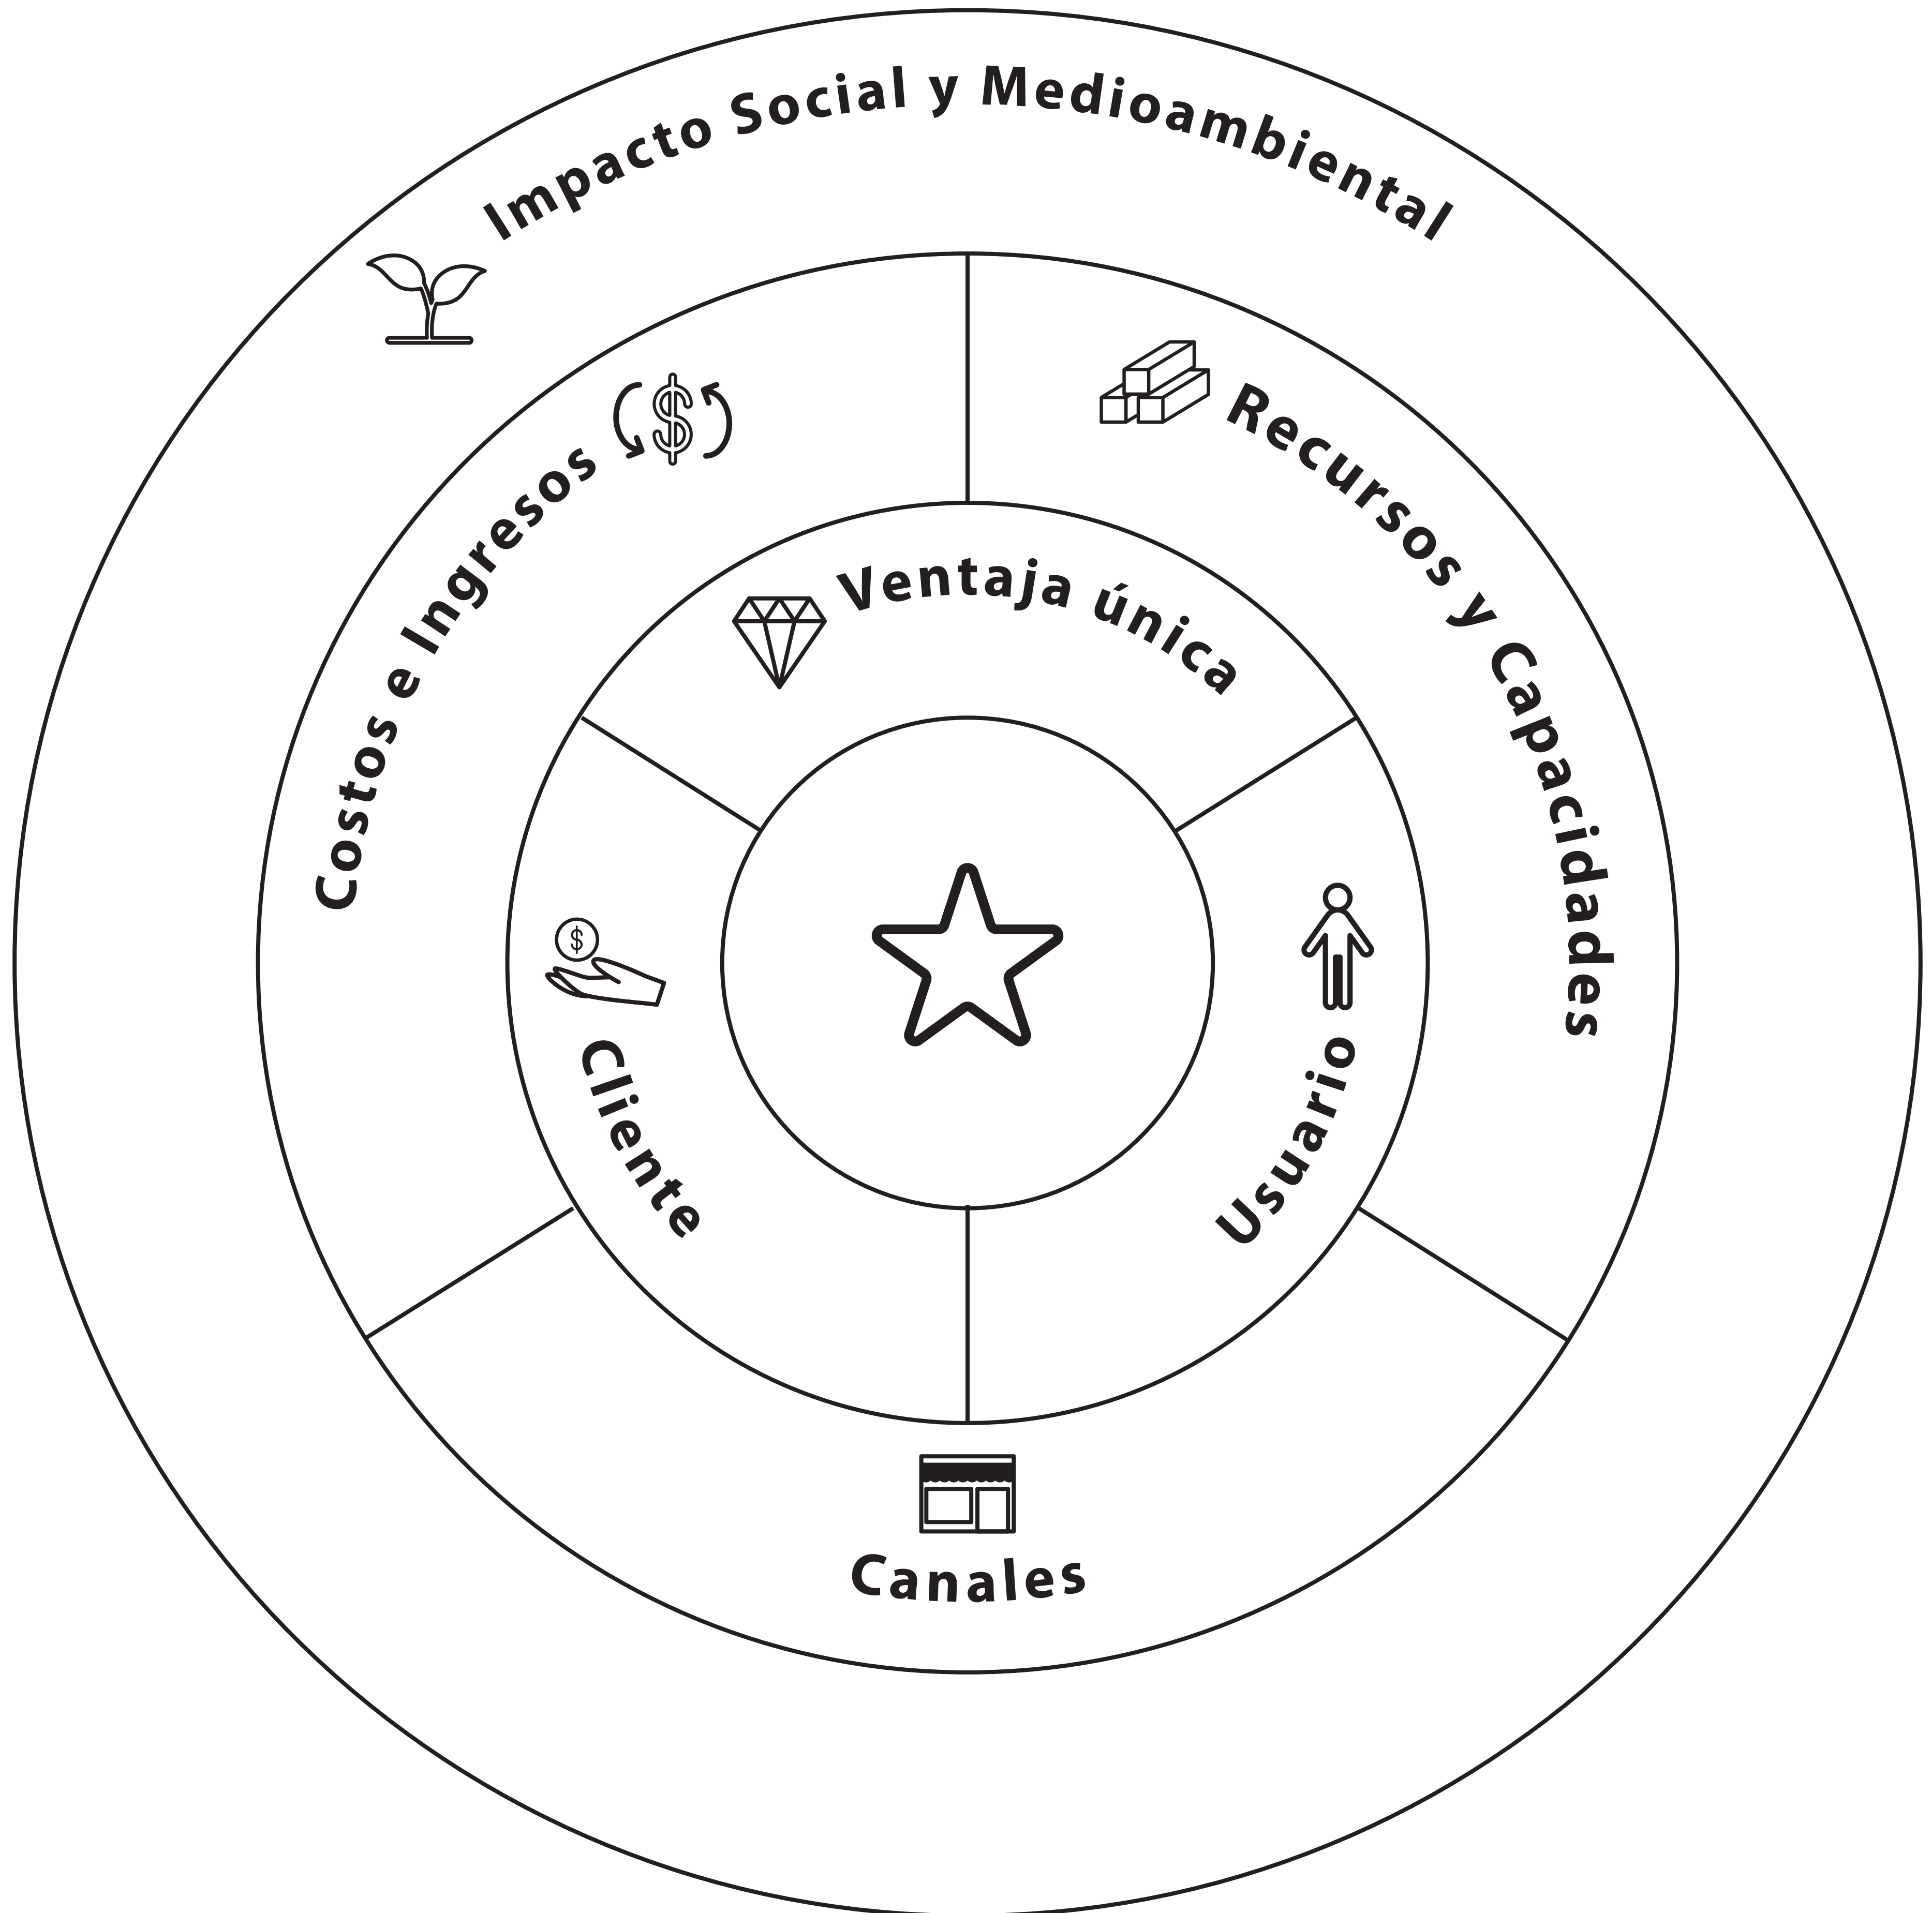 Impacto Social y Medioambiental
Costos e Ingresos
$
Recursos y Capacidades
Ventaja única
$
Cliente
Usuario
Canales